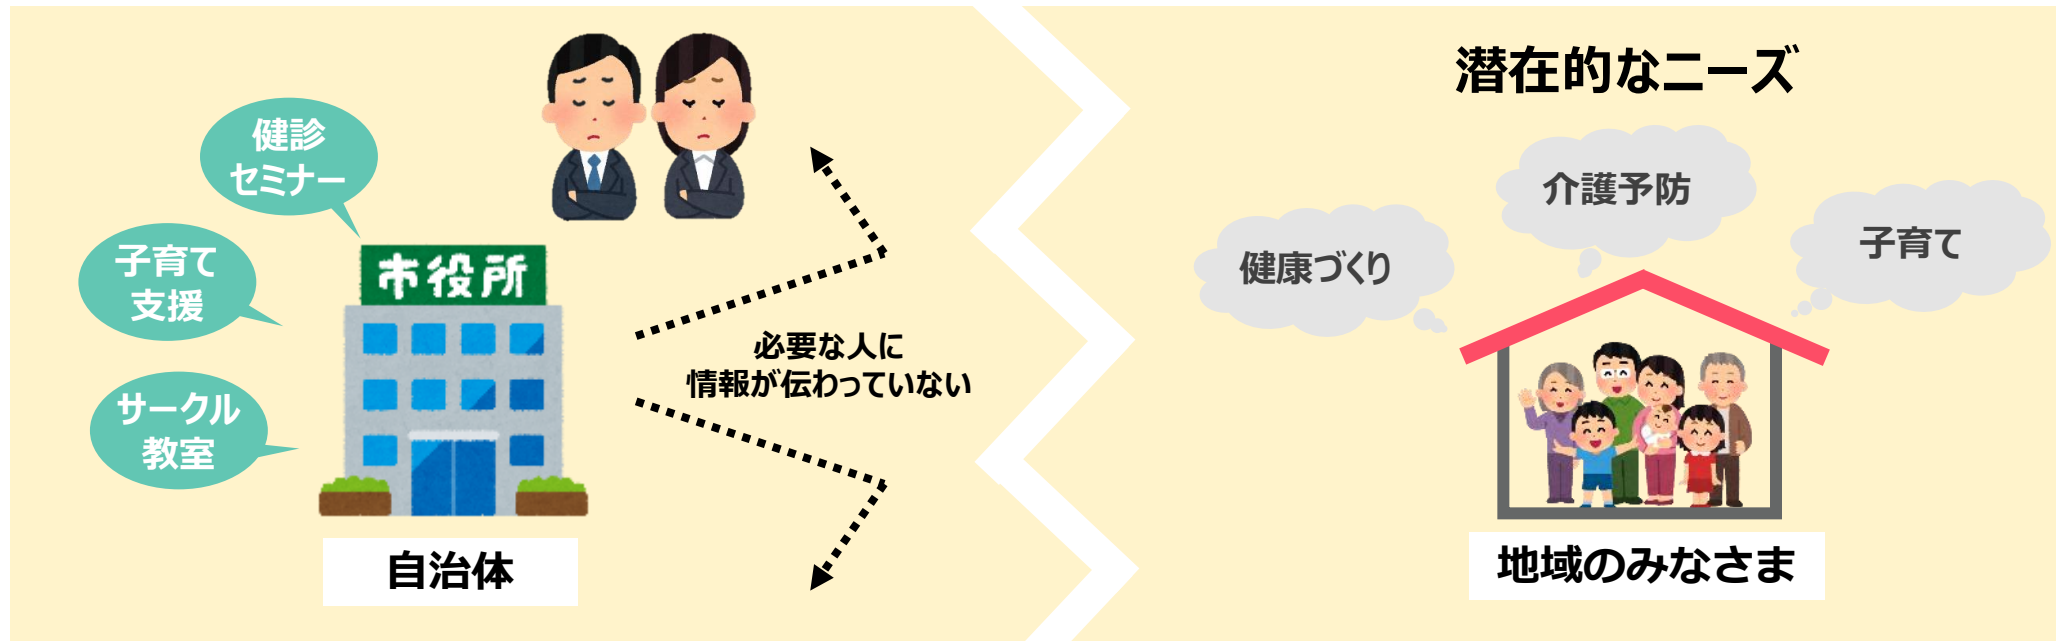 健診
セミナー
子育て
支援
サークル
教室
市役所
自治体
必要な人に
情報が伝わっていない
潜在的なニーズ
健康づくり
介護予防
子育て
地域のみなさま